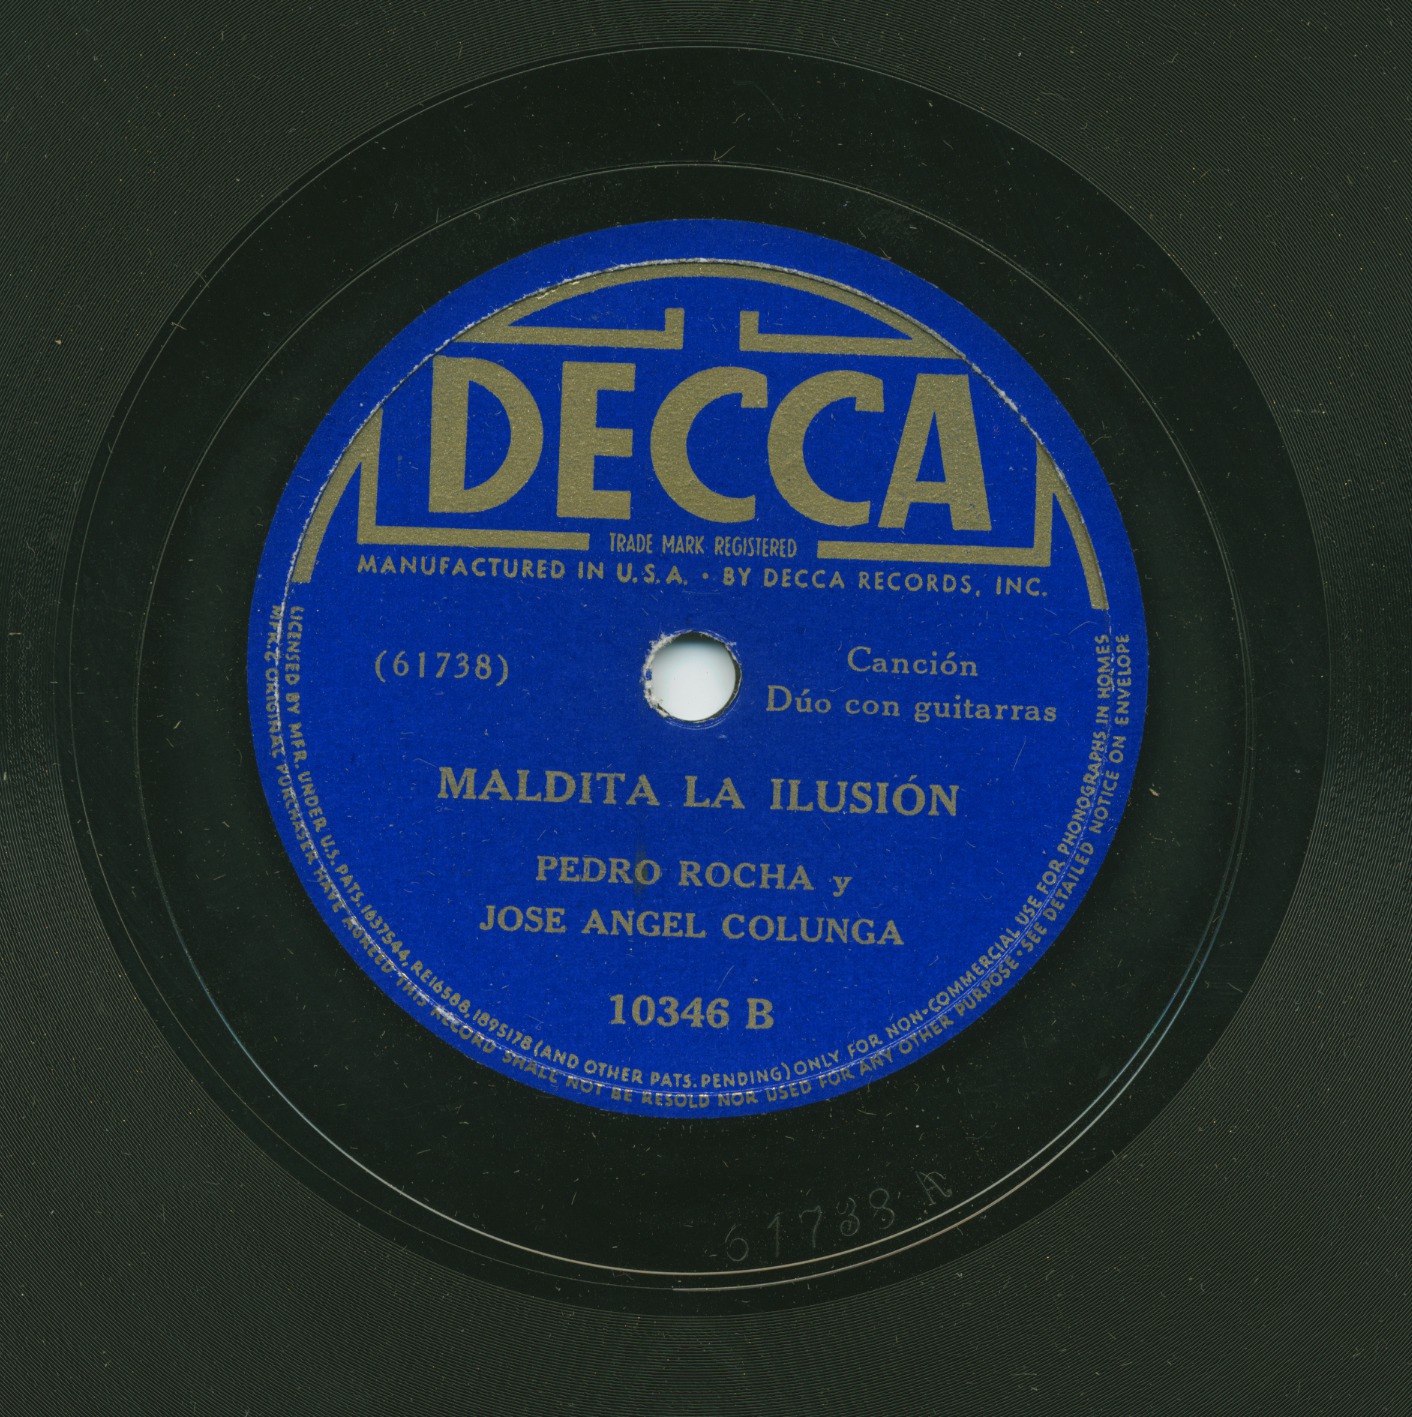 DECCA
TRADE MARK REGISTERED
MANUFACTURED IN U.S.A. • BY DECCA RECORDS, INC.
(61738)
Canción
Dúo con guitarras
MALDITA LA ILUSIÓN
PEDRO ROCHA y
JOSE ANGEL COLUNGA
10346 B
LICENSED BY MFR. UNDER U.S. PATS. 1637544, RE16588, 1895178 (AND OTHER PATS. PENDING) ONLY FOR NON-COMMERCIAL USE FOR PHONOGRAPHS IN HOMES
MFR. & ORIGINAL PURCHASER HAVE AGREED THIS RECORD SHALL NOT BE RESOLD NOR USED FOR ANY OTHER PURPOSE • SEE DETAILED NOTICE ON ENVELOPE
61738 A